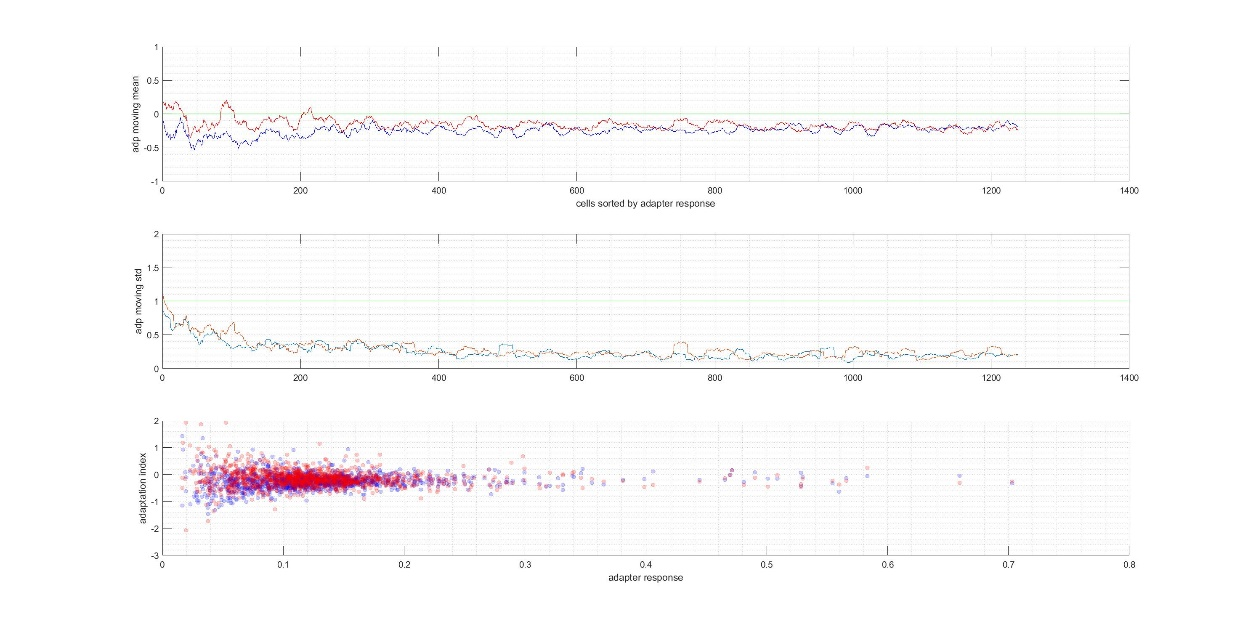 1
0.5
0
-0.5
-1
adp moving mean
0 200 400 600 800 1000 1200 1400
cells sorted by adapter response
2
1.5
1
0.5
0
adp moving std
0 200 400 600 800 1000 1200 1400
2
1
0
-1
-2
-3
adaptation index
0 0.1 0.2 0.3 0.4 0.5 0.6 0.7 0.8
adapter response